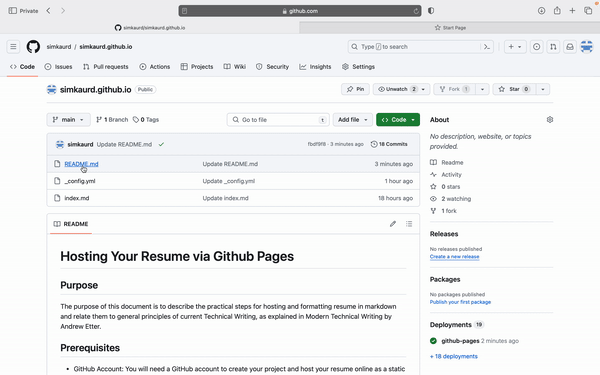 Private
github.com
simkaurd/simkaurd.github.io
Start Page
simkaurd / simkaurd.github.io
Type / to search
Code
Issues
Pull requests
Actions
Projects
Wiki
Security
Insights
Settings
simkaurd.github.io
Public
Pin
Unwatch 2
Fork 1
Star 0
main
1 Branch
0 Tags
Go to file
t
Add file
Code
simkaurd Update README.md
fbdf9f8 · 3 minutes ago
16 Commits
README.md
Update README.md
3 minutes ago
_config.yml
Update _config.yml
1 hour ago
index.md
Update index.md
18 hours ago
README
Hosting Your Resume via Github Pages
Purpose
The purpose of this document is to describe the practical steps for hosting and formatting resume in markdown
and relate them to general principles of current Technical Writing, as explained in Modern Technical Writing by
Andrew Etter.
Prerequisites
• GitHub Account: You will need a GitHub account to create your project and host your resume online as a static
About
No description, website, or topics
provided.
Readme
Activity
0 stars
2 watching
1 fork
Releases
No releases published
Create a new release
Packages
No packages published
Publish your first package
Deployments 19
github-pages 2 minutes ago
+ 18 deployments